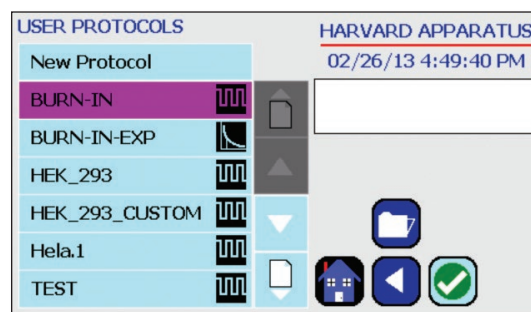 USER PROTOCOLS
New Protocol
BURN-IN
BURN-IN-EXP
HEK_293
HEK_293_CUSTOM
Hela.1
TEST
HARVARD APPARATUS
02/26/13 4:49:40 PM